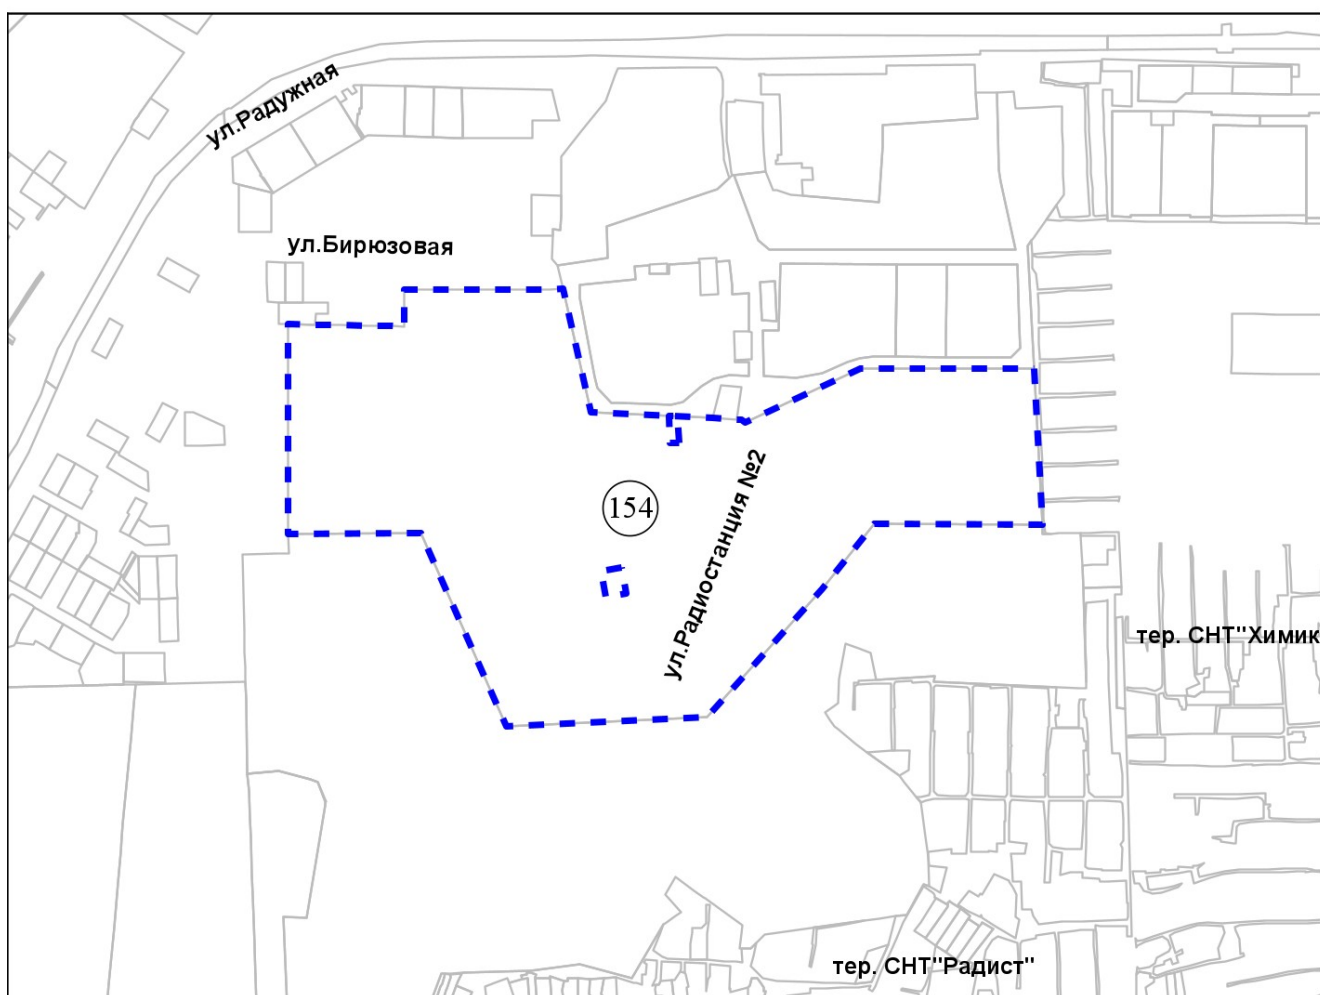 ул.Радужная
ул.Бирюзовая
154
ул.Радиостанция №2
тер. СНТ"Химик
тер. СНТ"Радист"